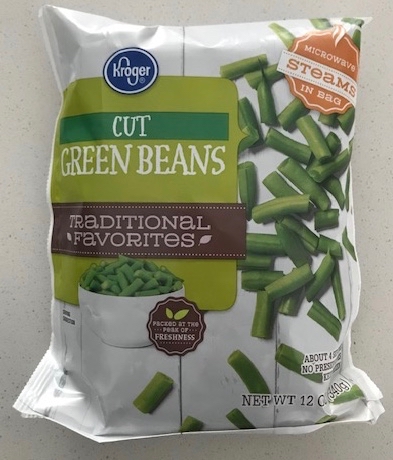 Kroger
MICROWAVE
STEAMS
IN BAG
CUT
GREEN BEANS
TRADITIONAL
FAVORITES
PACKED AT THE
PEAK OF
FRESHNESS
ABOUT 4
NO
NET WT 12